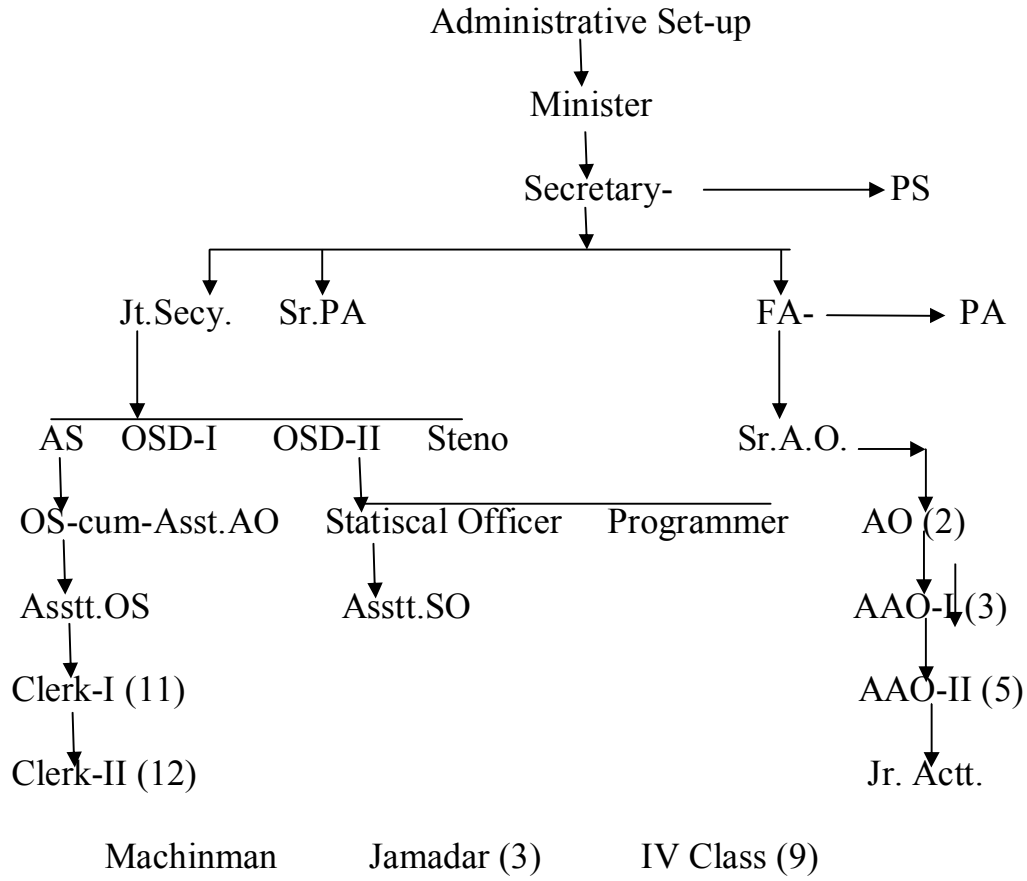 Administrative Set-up
Minister
Secretary- PS
Jt.Secy. Sr.PA FA- PA
AS OSD-I OSD-II Steno Sr.A.O.
OS-cum-Asst.AO Statiscal Officer Programmer AO (2)
Asstt.OS Asstt.SO AAO-I (3)
Clerk-I (11) AAO-II (5)
Clerk-II (12) Jr. Actt.
Machinman Jamadar (3) IV Class (9)